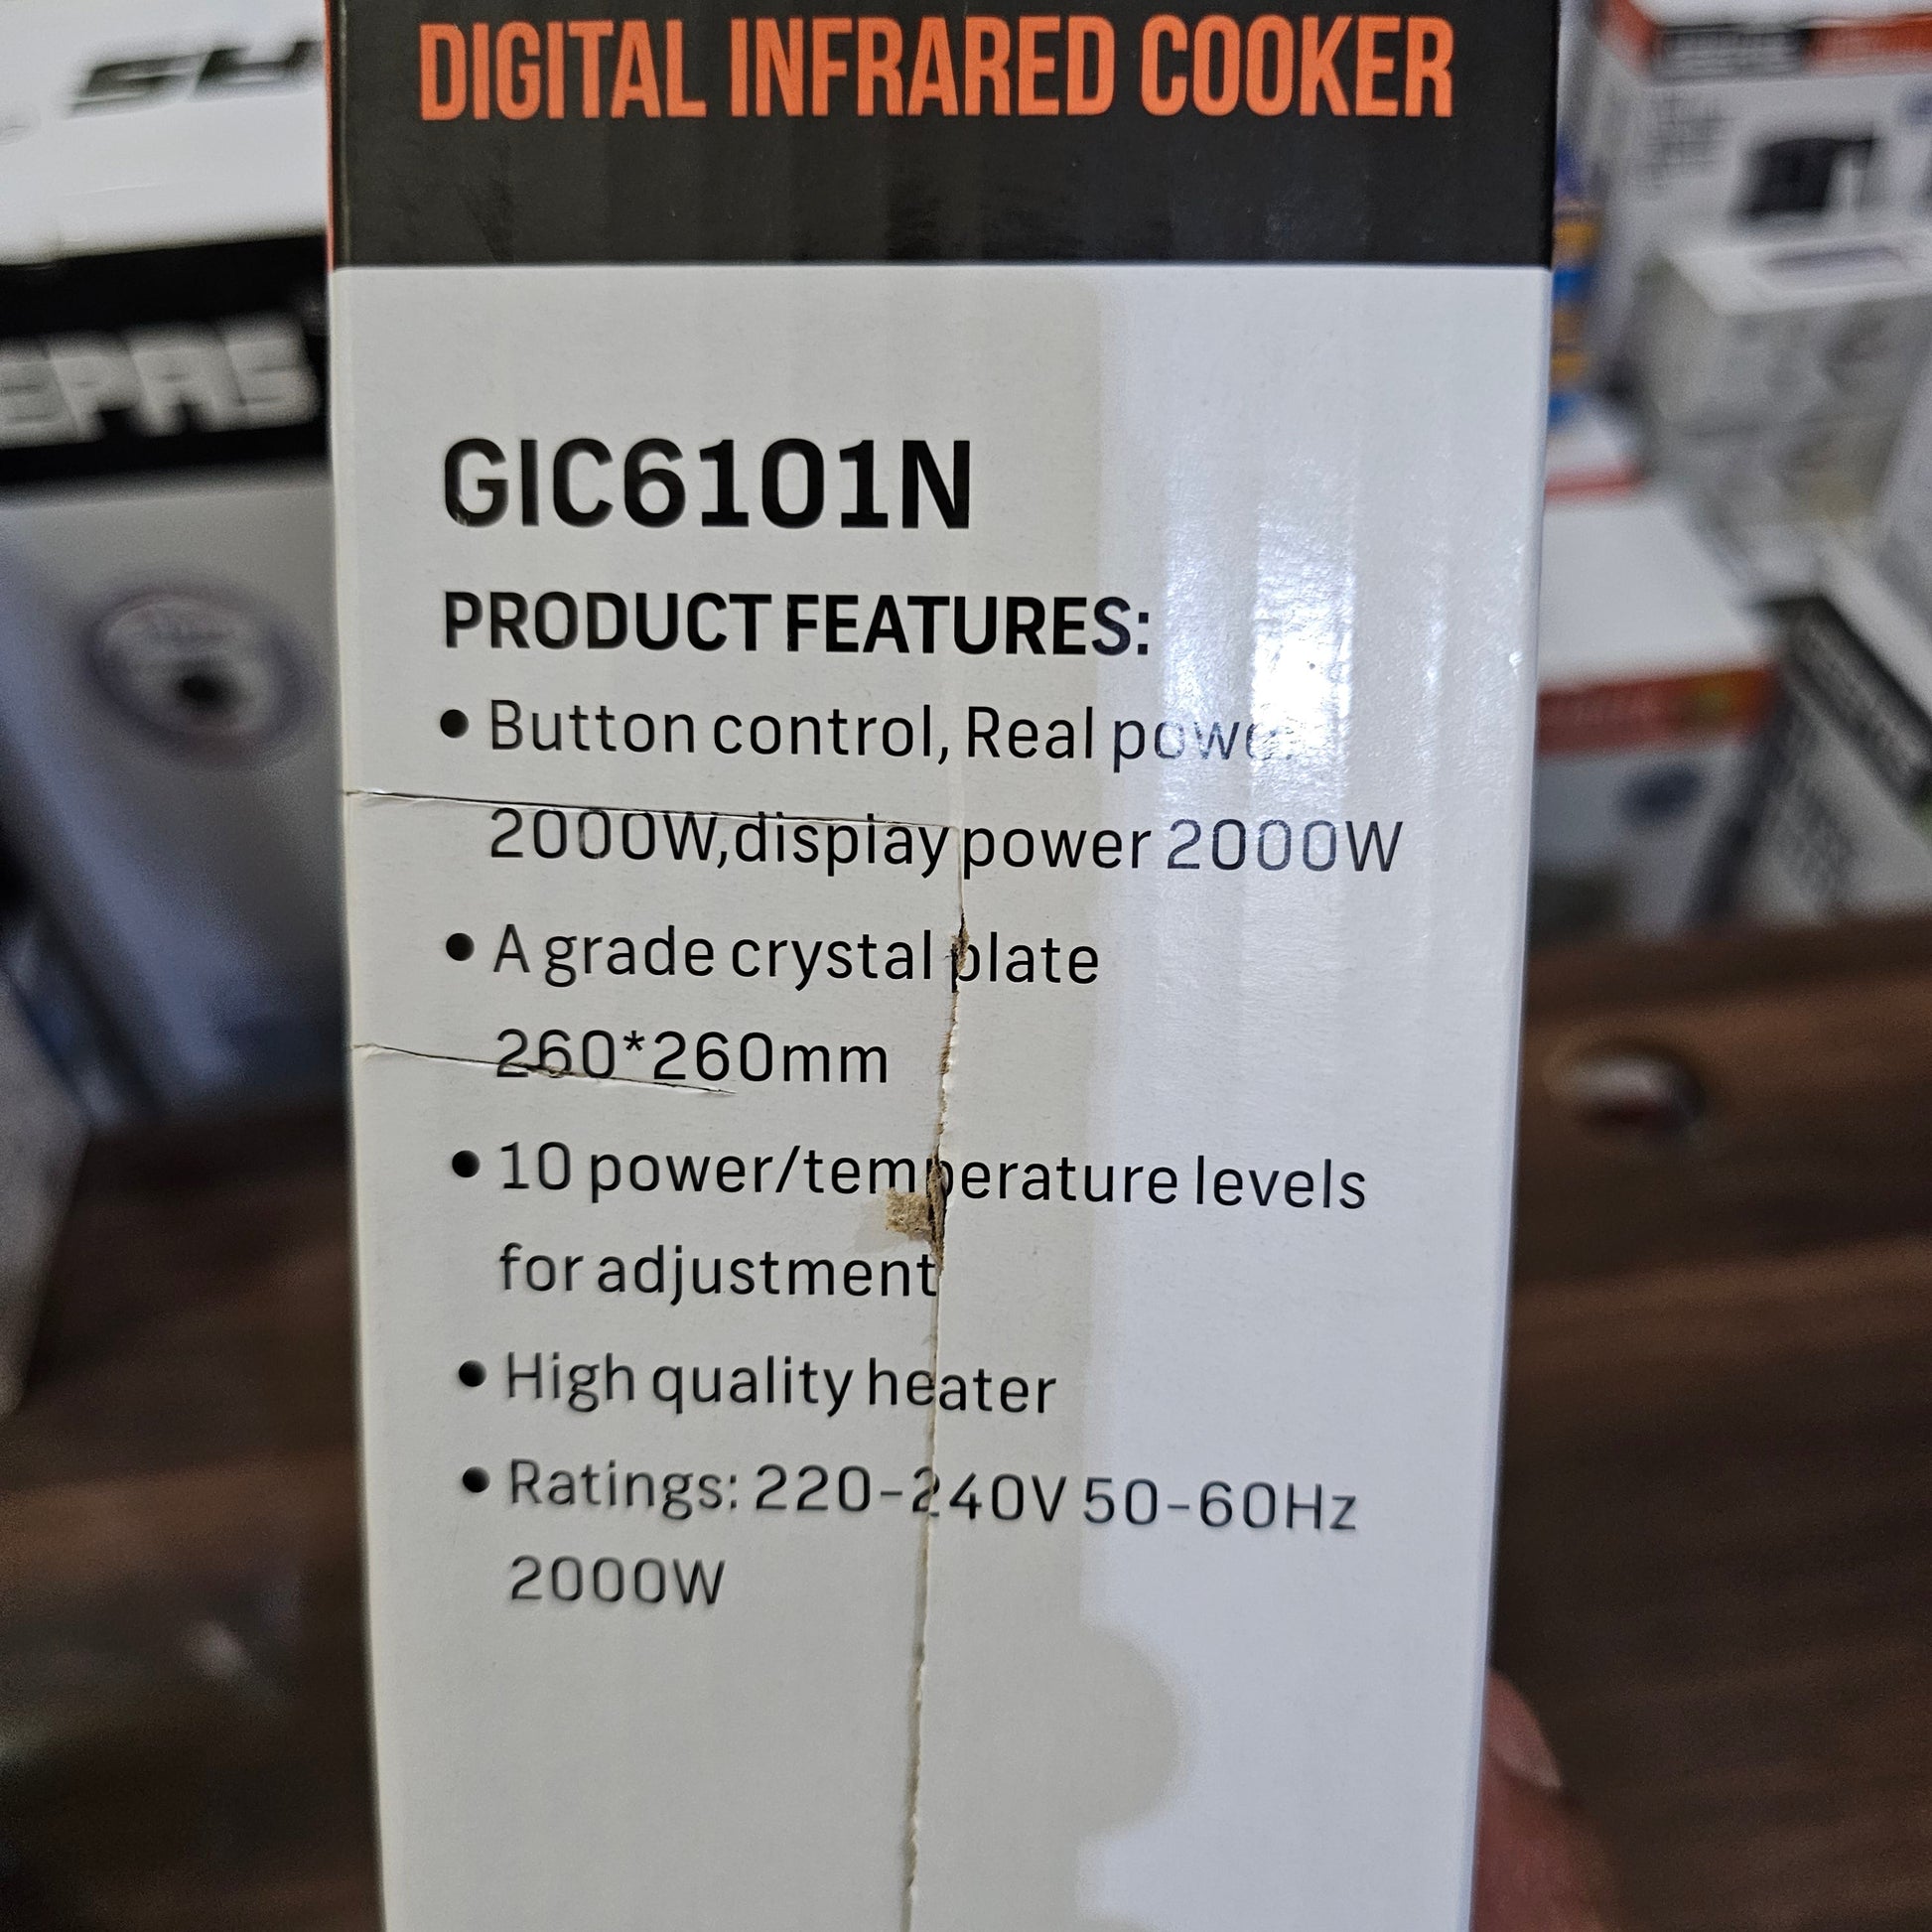 DIGITAL INFRARED COOKER
GIC6101N
PRODUCT FEATURES:
• Button control, Real power
2000W,display power 2000W
• A grade crystal plate
260*260mm
• 10 power/temperature levels
for adjustment
• High quality heater
• Ratings: 220-240V 50-60Hz
2000W